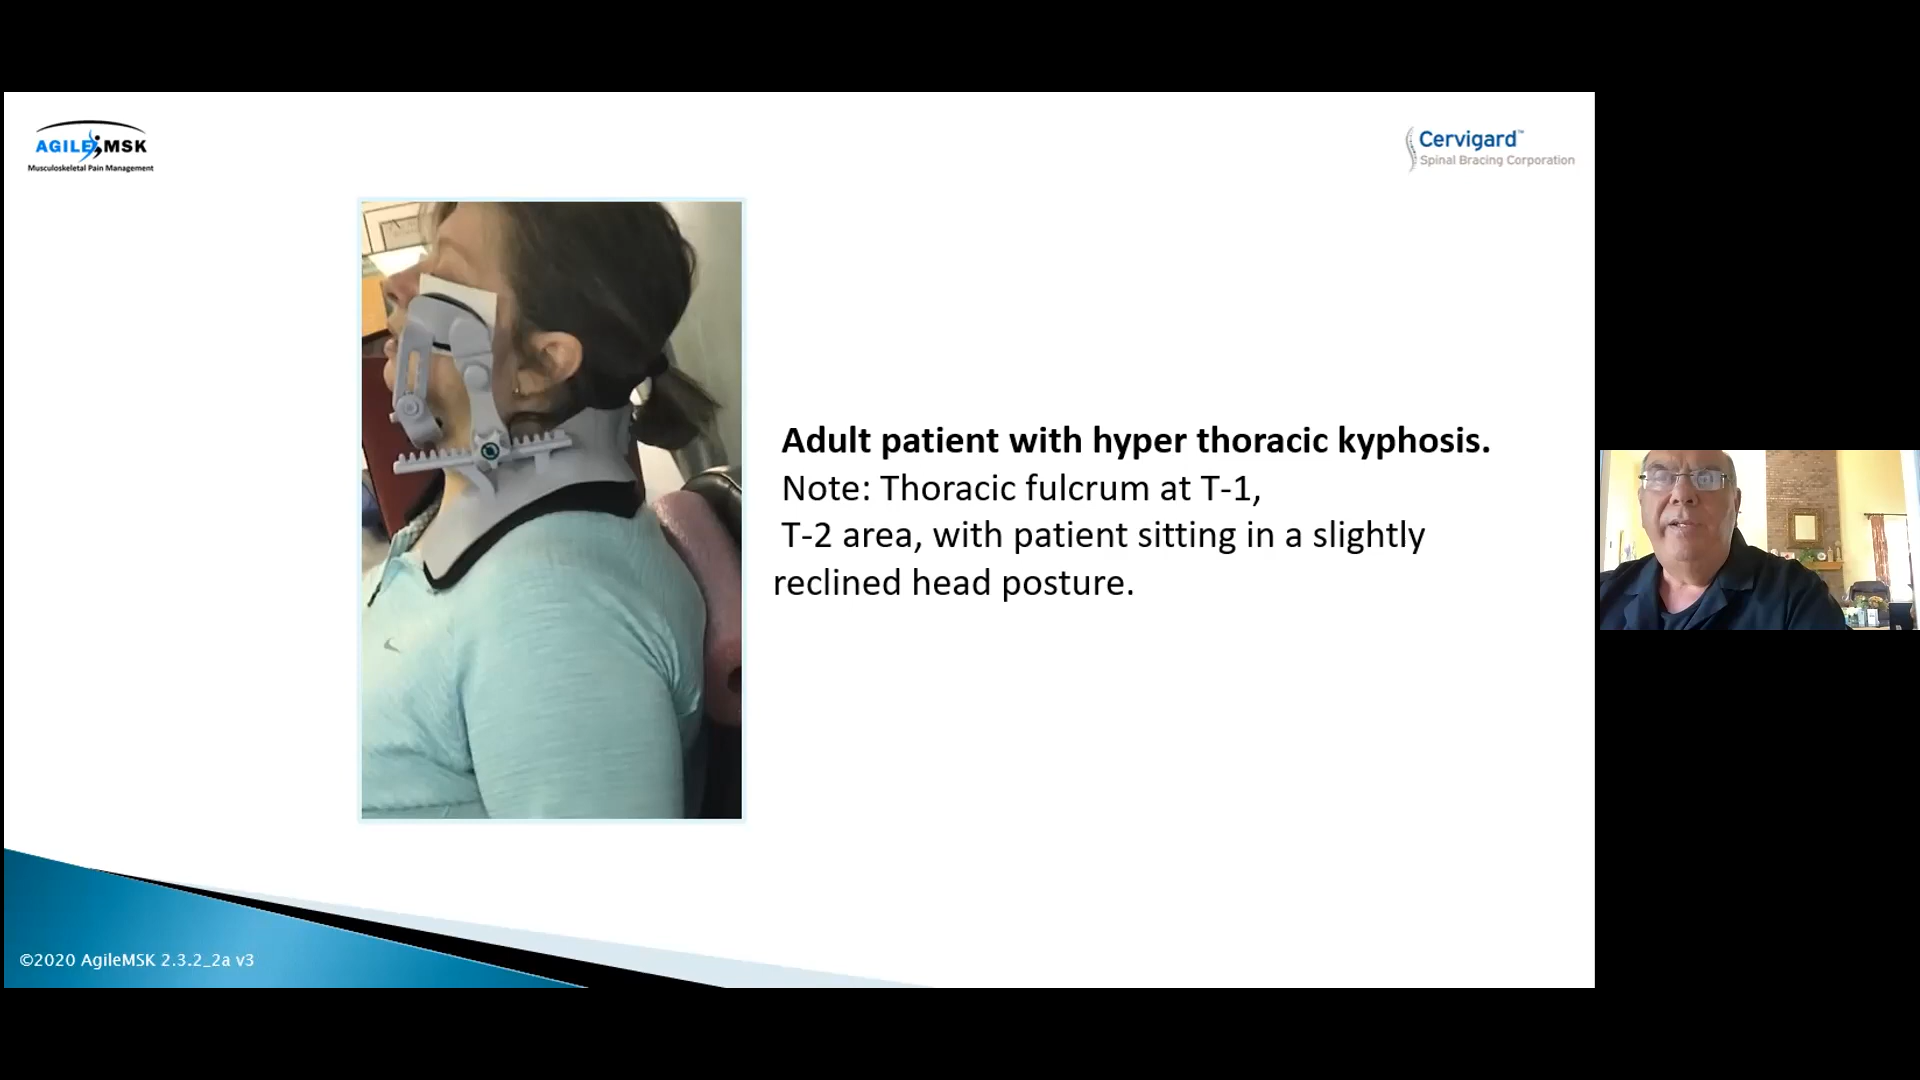 AGILE MSK
Musculoskeletal Pain Management
Cervigard™
Spinal Bracing Corporation
Adult patient with hyper thoracic kyphosis.
Note: Thoracic fulcrum at T-1,
T-2 area, with patient sitting in a slightly
reclined head posture.
©2020 AgileMSK 2.3.2_2a v3